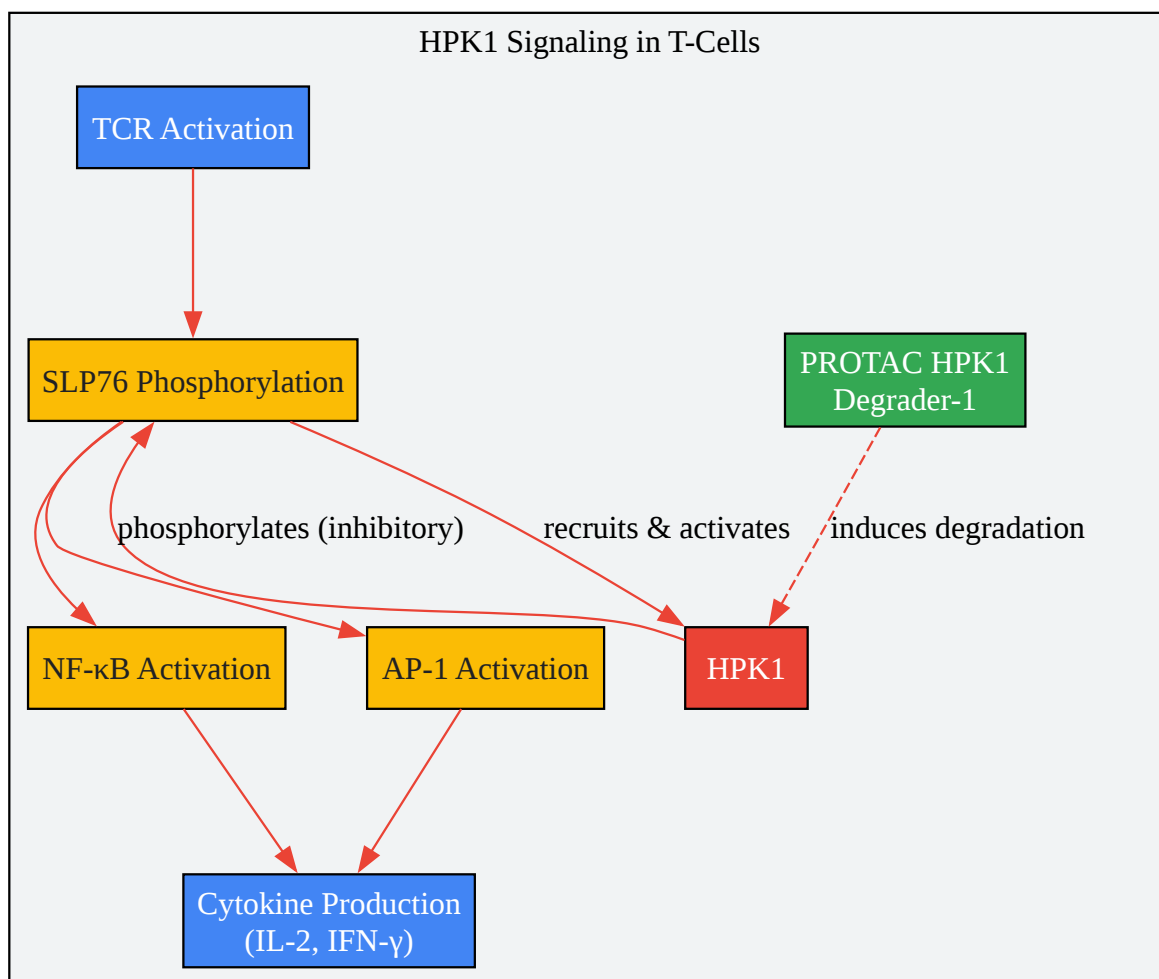 HPK1 Signaling in T-Cells
TCR Activation
SLP76 Phosphorylation
PROTAC HPK1
Degrader-1
phosphorylates (inhibitory)
recruits & activates
induces degradation
NF-κB Activation
AP-1 Activation
HPK1
Cytokine Production
(IL-2, IFN-γ)